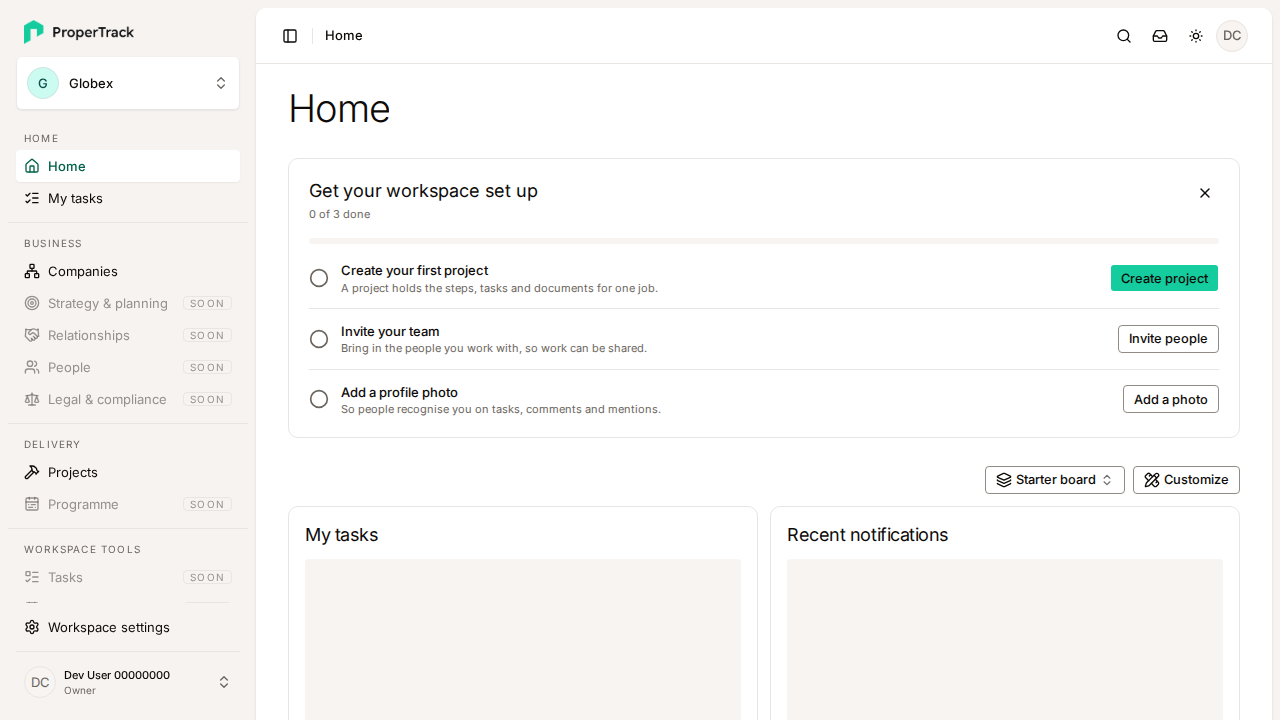 ProperTrack
G
Globex
HOME
Home
My tasks
BUSINESS
Companies
Strategy & planning SOON
Relationships SOON
People SOON
Legal & compliance SOON
DELIVERY
Projects
Programme SOON
WORKSPACE TOOLS
Tasks SOON
Workspace settings
DC
Dev User 00000000
Owner
Home
DC
Home
Get your workspace set up
0 of 3 done
Create your first project
A project holds the steps, tasks and documents for one job.
Create project
Invite your team
Bring in the people you work with, so work can be shared.
Invite people
Add a profile photo
So people recognise you on tasks, comments and mentions.
Add a photo
Starter board
Customize
My tasks
Recent notifications